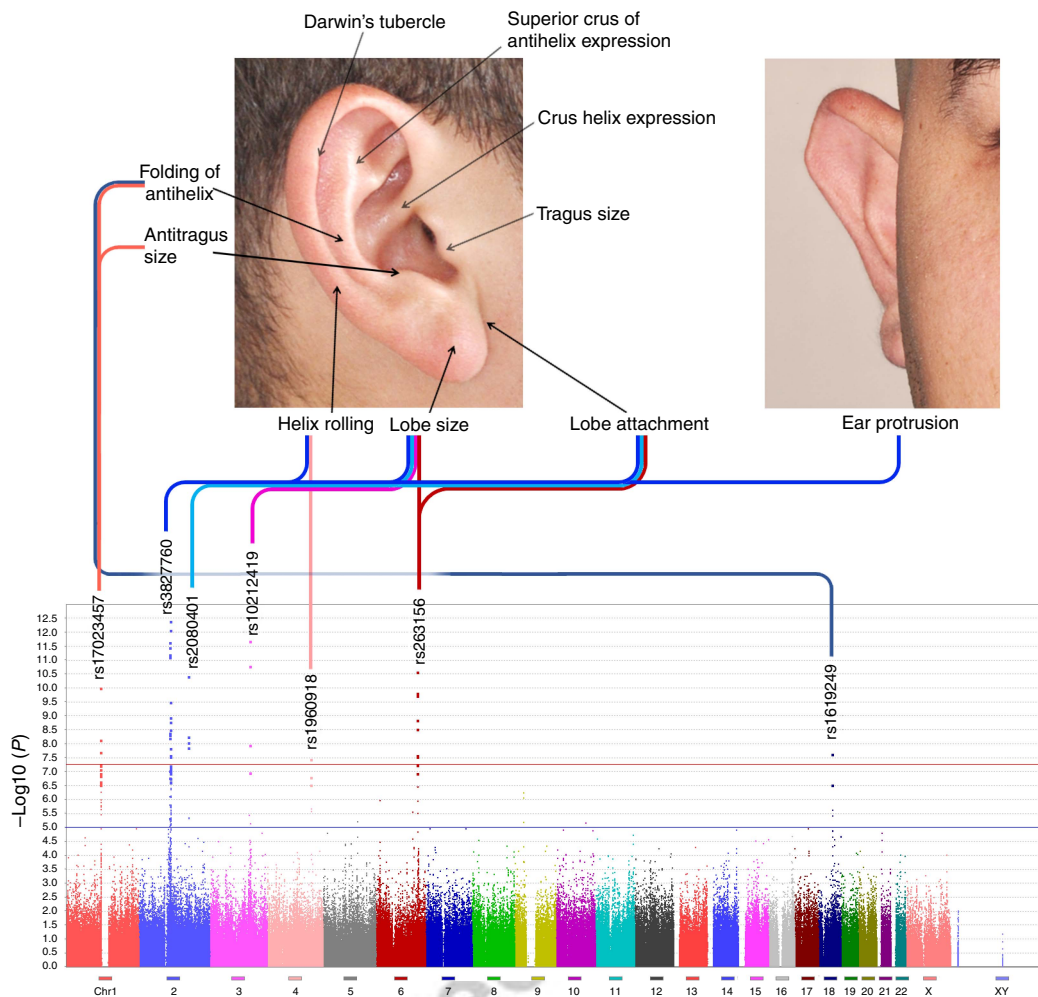 Darwin's tubercle
Superior crus of
antihelix expression
Crus helix expression
Folding of
antihelix
Tragus size
Antitragus
size
Helix rolling
Lobe size
Lobe attachment
Ear protrusion
rs17023457
rs3827760
rs2080401
rs10212419
rs1960918
rs263156
rs1619249
–Log10 (P)
12.5
12.0
11.5
11.0
10.5
10.0
9.5
9.0
8.5
8.0
7.5
7.0
6.5
6.0
5.5
5.0
4.5
4.0
3.5
3.0
2.5
2.0
1.5
1.0
0.5
0.0
Chr1 2 3 4 5 6 7 8 9 10 11 12 13 14 15 16 17 18 19 20 21 22 X XY